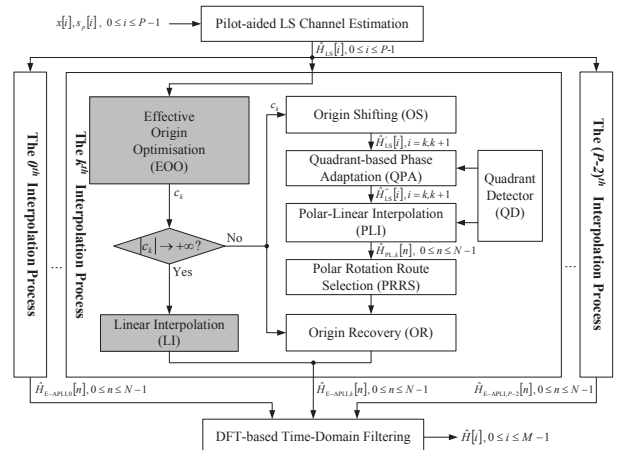 x[i], s_p[i], 0 ≤ i ≤ P−1
Pilot-aided LS Channel Estimation
Ĥ_LS[i], 0 ≤ i ≤ P-1
The 0^th Interpolation Process
...
The k^th Interpolation Process
Effective
Origin
Optimisation
(EOO)
c_k
|c_k| → +∞?
No
Yes
Linear Interpolation
(LI)
c_k
Origin Shifting (OS)
Ĥ'_LS[i], i = k, k+1
Quadrant-based Phase
Adaptation (QPA)
Ĥ''_LS[i], i = k, k+1
Polar-Linear Interpolation
(PLI)
Ĥ_PL,k[n], 0 ≤ n ≤ N−1
Polar Rotation Route
Selection (PRRS)
c_k
Origin Recovery (OR)
Quadrant
Detector
(QD)
...
The (P-2)^th Interpolation Process
Ĥ_E−APLI,0[n], 0 ≤ n ≤ N−1
Ĥ_E−APLI,k[n], 0 ≤ n ≤ N−1
Ĥ_E−APLI,P−2[n], 0 ≤ n ≤ N−1
DFT-based Time-Domain Filtering
Ĥ[i], 0 ≤ i ≤ M−1